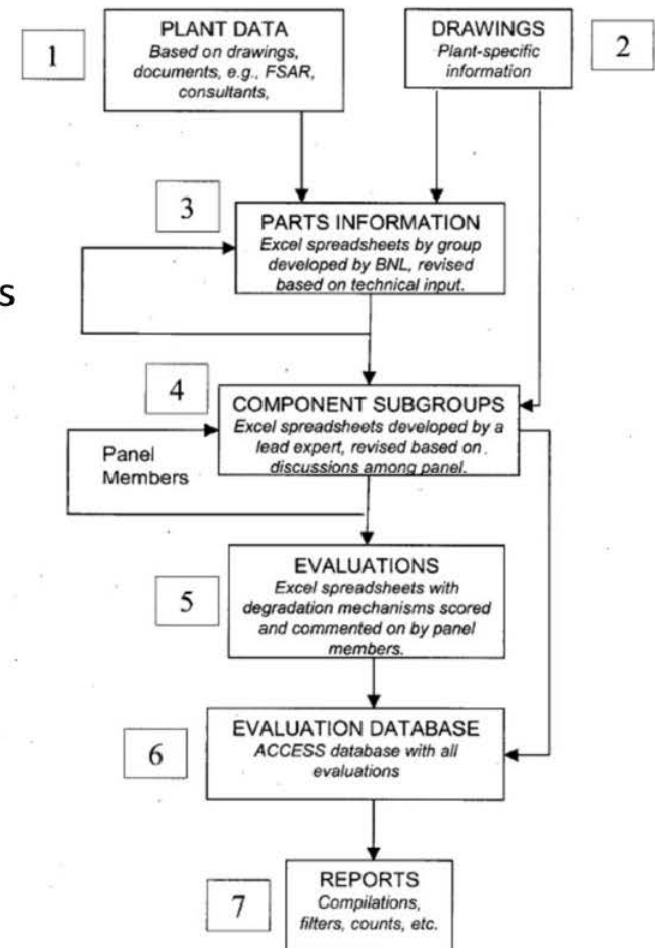 1
PLANT DATA
Based on drawings,
documents, e.g., FSAR,
consultants,
DRAWINGS
Plant-specific
information
2
3
PARTS INFORMATION
Excel spreadsheets by group
developed by BNL, revised
based on technical input.
s
4
COMPONENT SUBGROUPS
Excel spreadsheets developed by a
lead expert, revised based on
discussions among panel.
Panel
Members
5
EVALUATIONS
Excel spreadsheets with
degradation mechanisms scored
and commented on by panel
members.
6
EVALUATION DATABASE
ACCESS database with all
evaluations
7
REPORTS
Compilations,
filters, counts, etc.